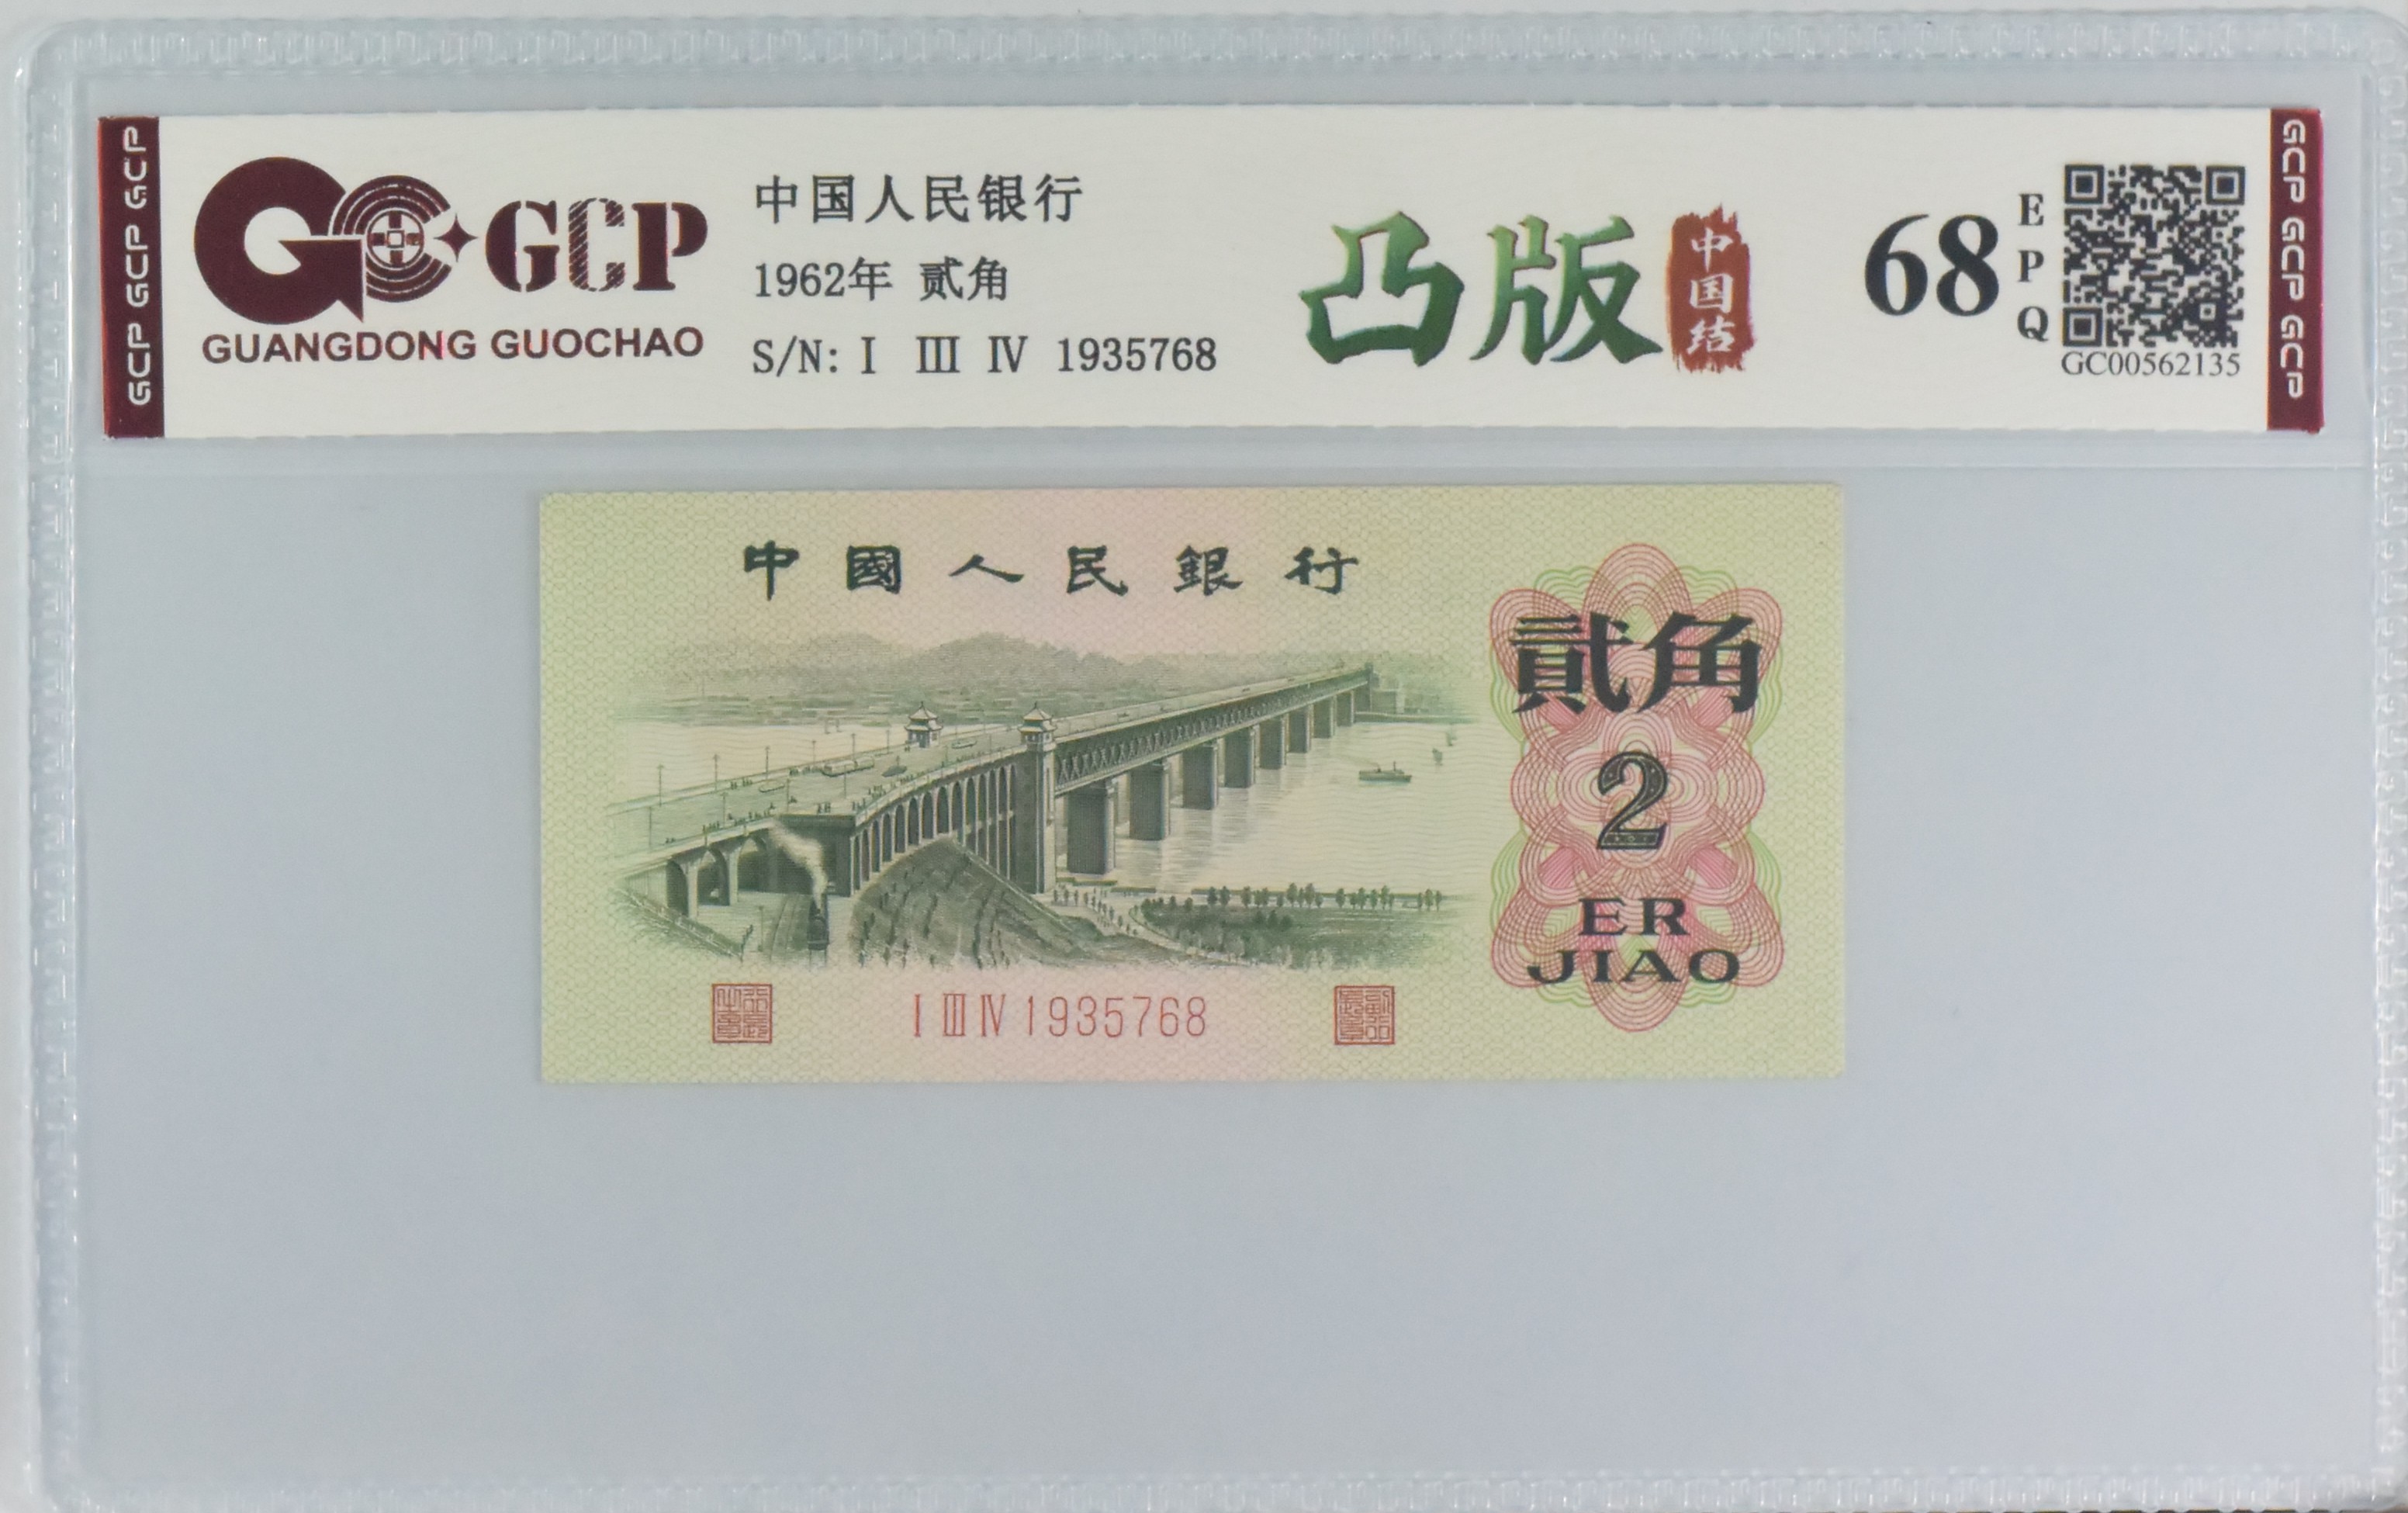 GCP GCP GCP
GCP
GUANGDONG GUOCHAO
中国人民银行
1962年 贰角
S/N: I III IV 1935768
凸版
中国结
68
EPQ
GC00562135
GCP GCP GCP
中國人民銀行
貳角
2
ER
JIAO
I III IV 1935768